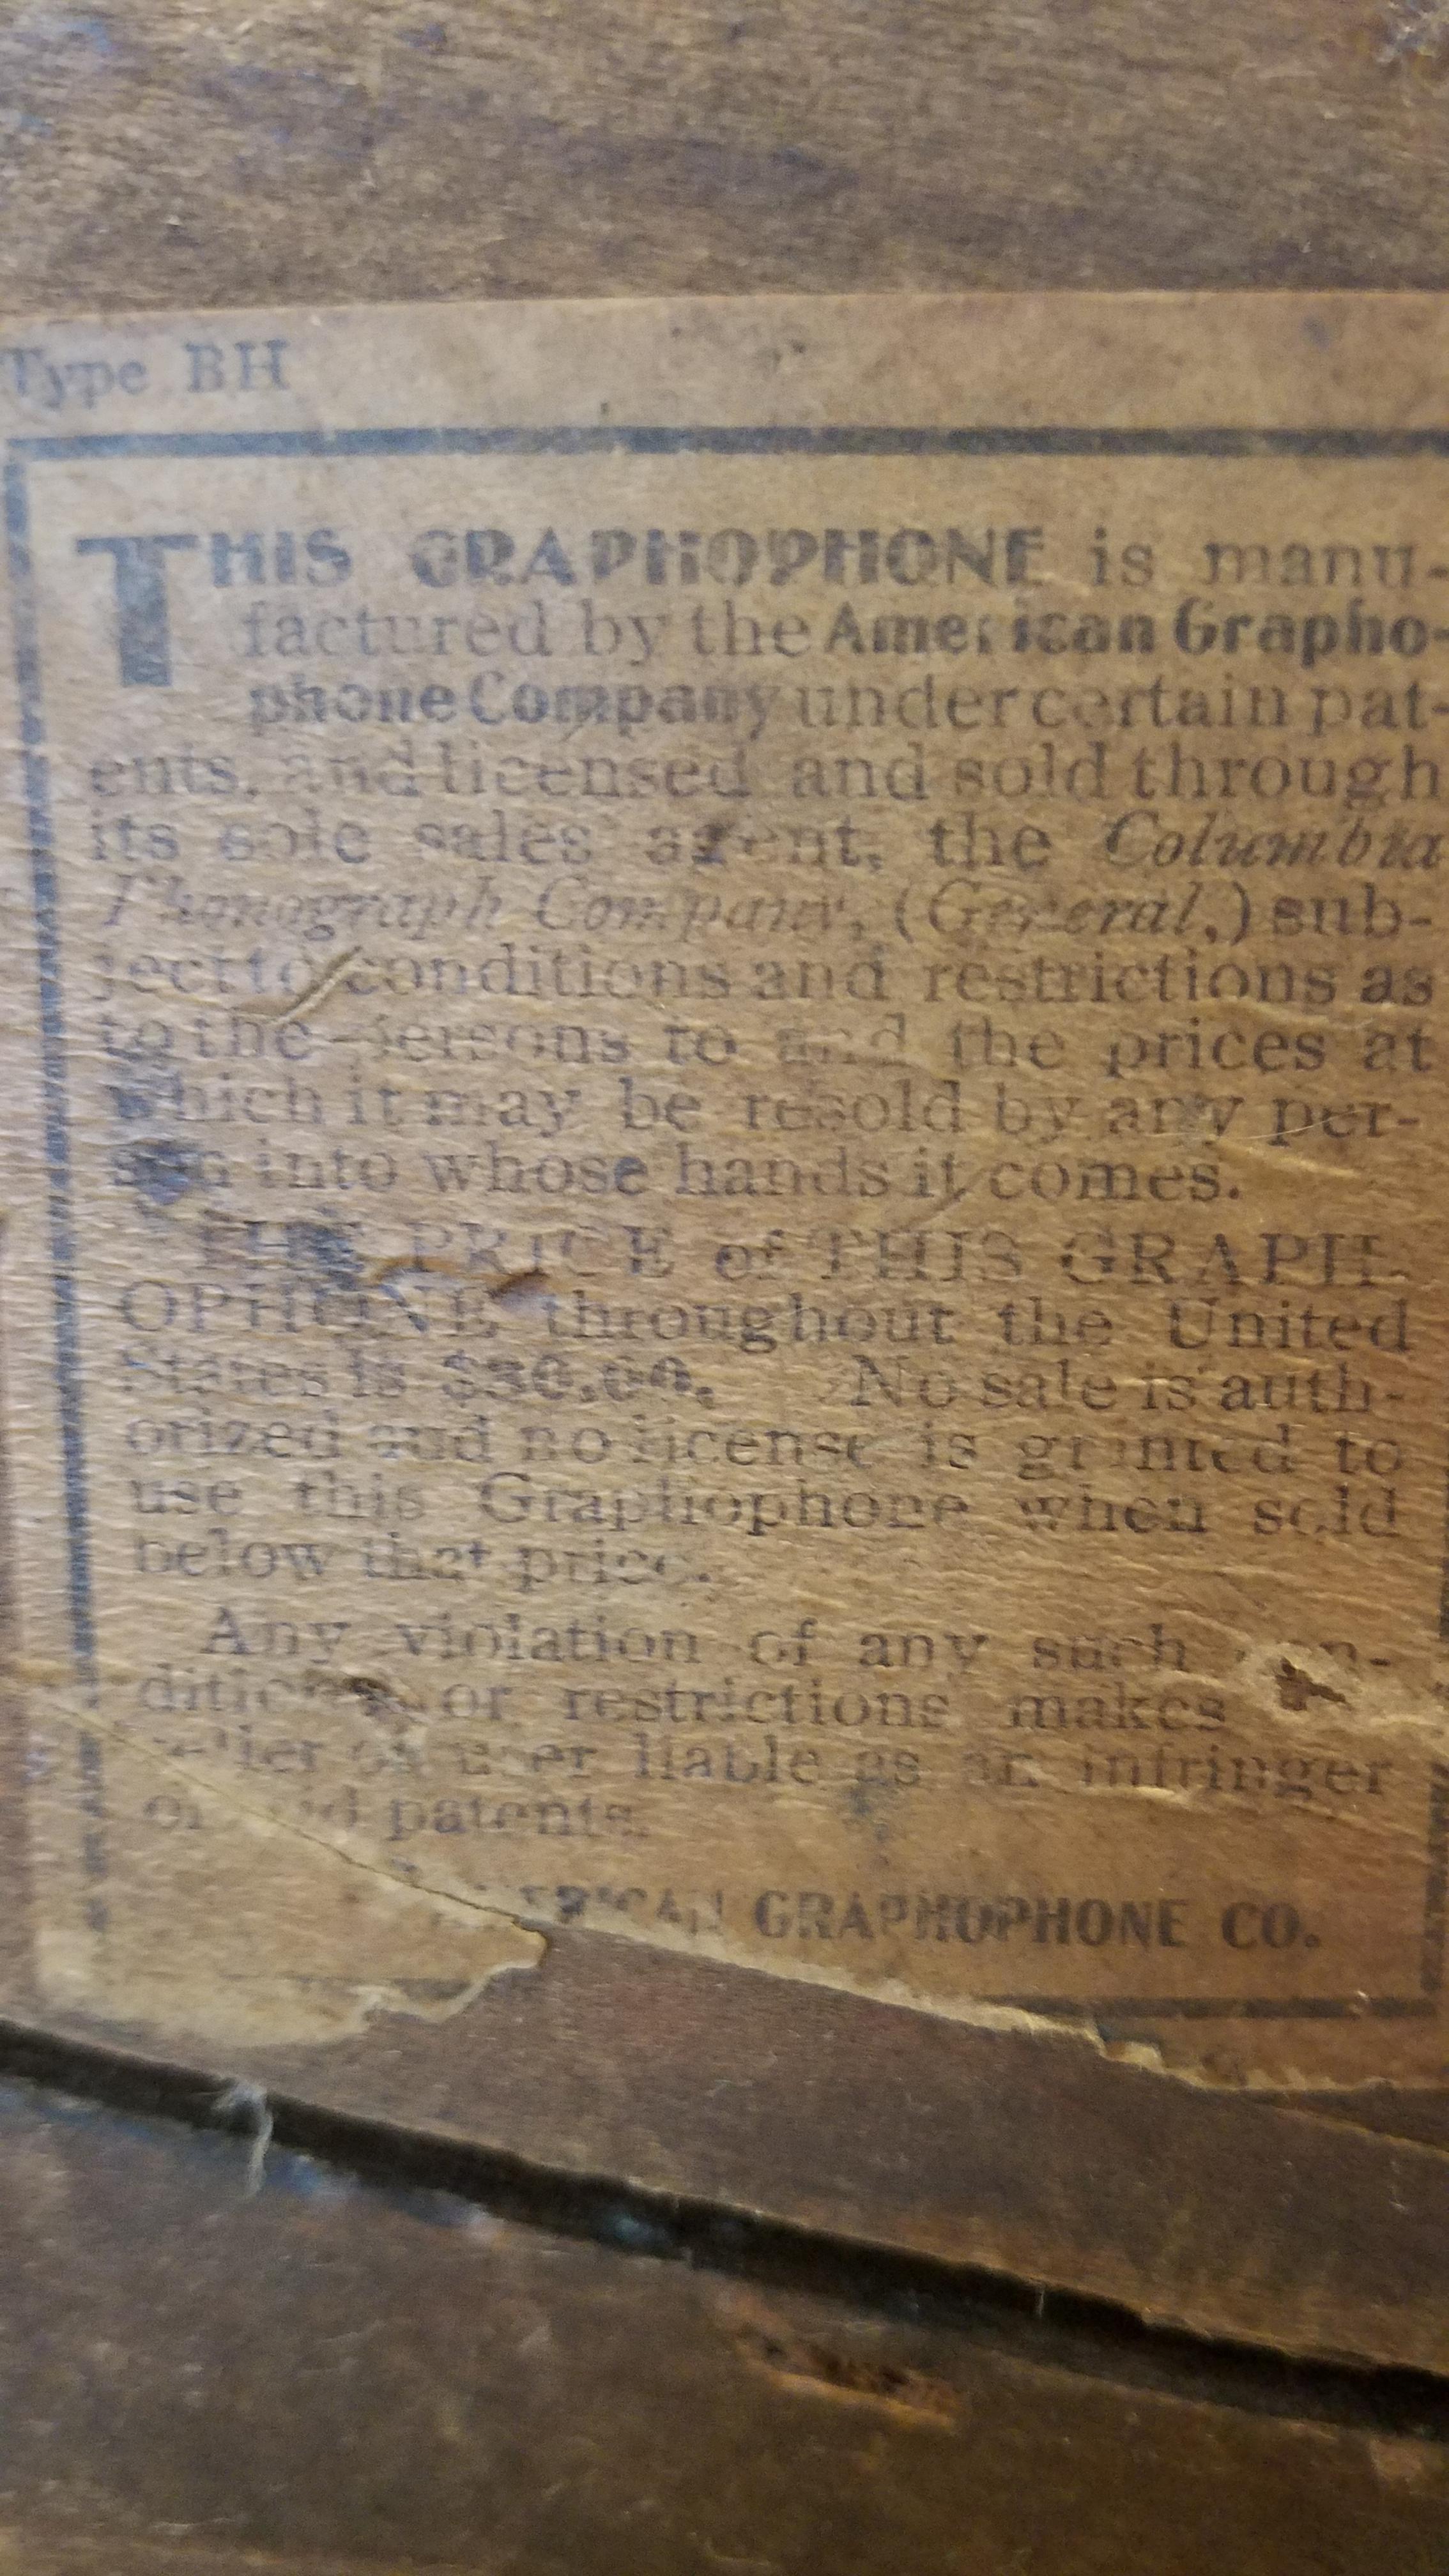 Type BH
THIS GRAPHOPHONE is manu-
factured by the American Grapho-
phone Company under certain pat-
ents, and licensed and sold through
its sole sales agent, the Columbia
Phonograph Company, (General,) sub-
ject to conditions and restrictions as
to the persons to and the prices at
which it may be resold by any per-
son into whose hands it comes.
THE PRICE of THIS GRAPH-
OPHONE throughout the United
States is $30.00. No sale is auth-
orized and no license is granted to
use this Graphophone when sold
below that price.
Any violation of any such con-
ditions or restrictions makes
seller or user liable as an infringer
of said patents.
AMERICAN GRAPHOPHONE CO.